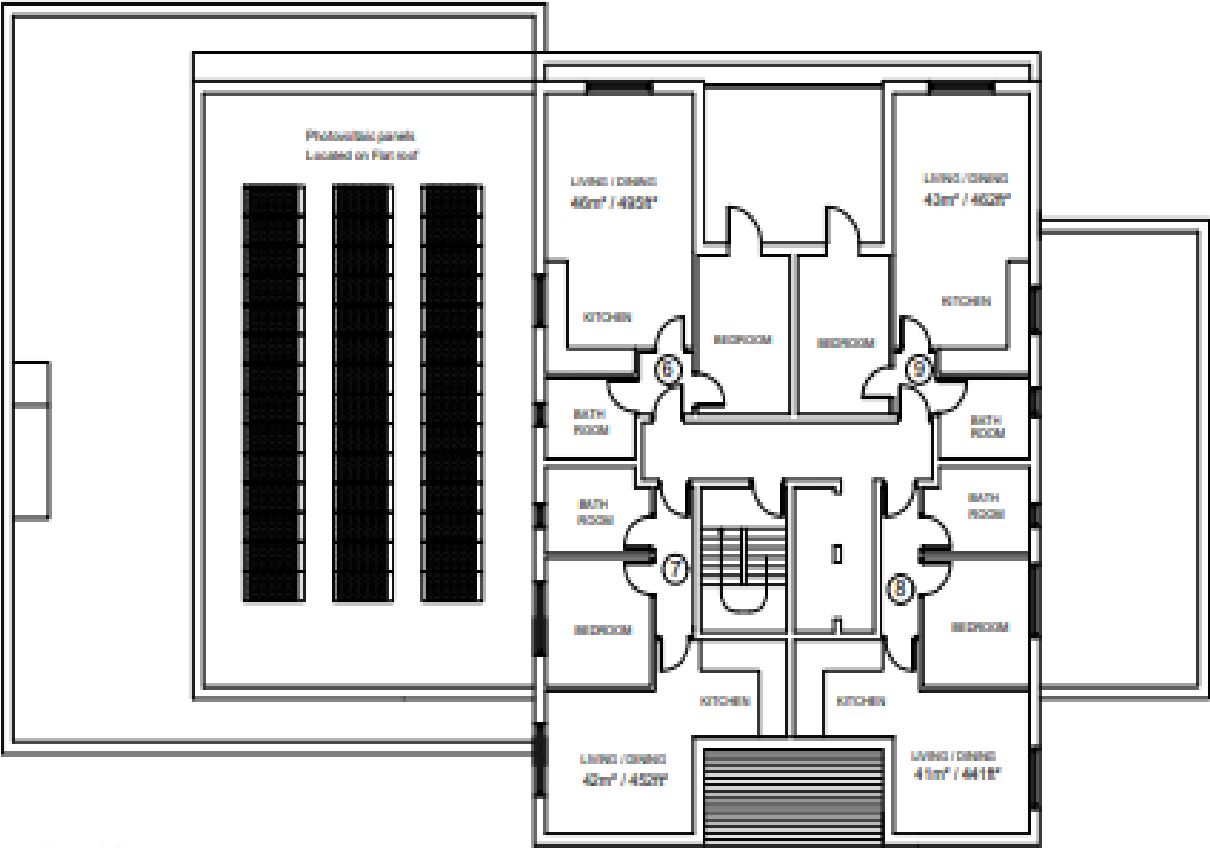 Photovoltaic panels
Located on Flat roof
LIVING / DINING
46m² / 495ft²
LIVING / DINING
43m² / 462ft²
KITCHEN
KITCHEN
BEDROOM
BEDROOM
6
9
BATH
ROOM
BATH
ROOM
BATH
ROOM
BATH
ROOM
7
8
BEDROOM
BEDROOM
KITCHEN
KITCHEN
LIVING / DINING
42m² / 452ft²
LIVING / DINING
41m² / 441ft²